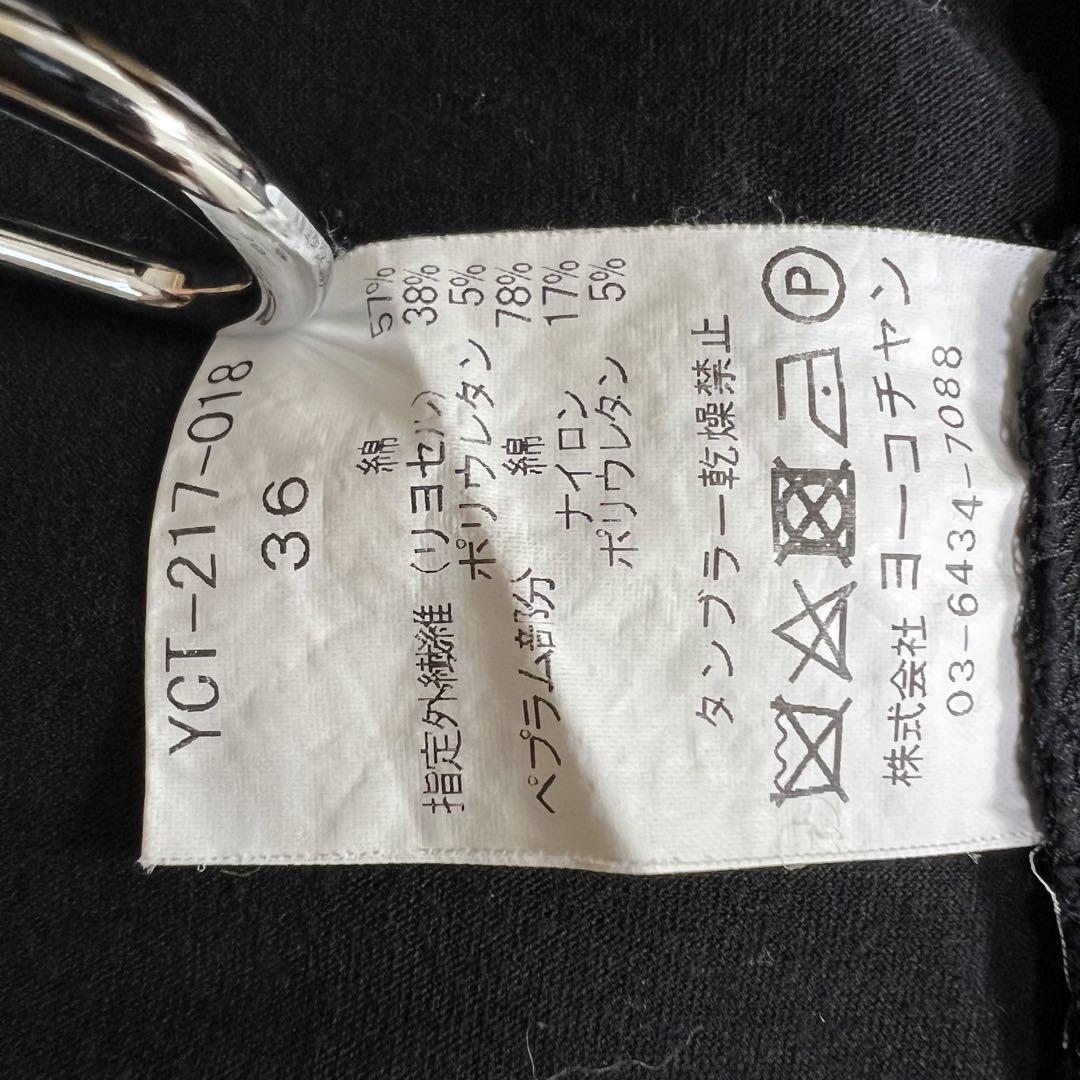 YCT-217-018
36
綿 57%
指定外繊維(リヨセル) 38%
ポリウレタン 5%
ペプラム部分 綿 78%
ナイロン 17%
ポリウレタン 5%
タンブラー乾燥禁止
P
株式会社 ヨーコチャン
03-6434-7088